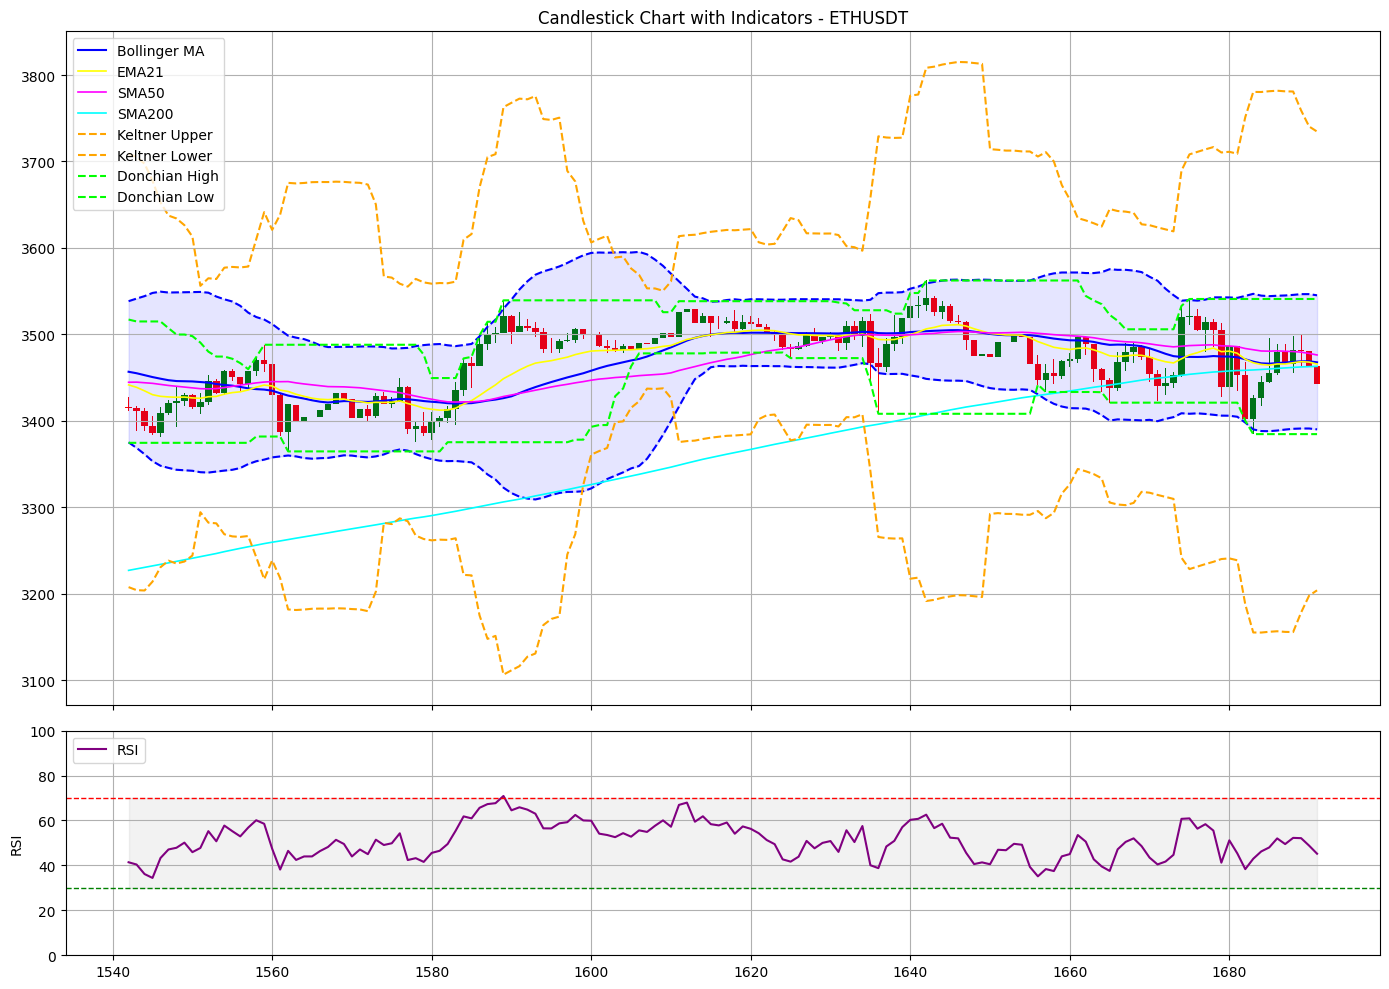 Candlestick Chart with Indicators - ETHUSDT
Bollinger MA
EMA21
SMA50
SMA200
Keltner Upper
Keltner Lower
Donchian High
Donchian Low
3800
3700
3600
3500
3400
3300
3200
3100
RSI
100
80
60
40
20
0
RSI
1540
1560
1580
1600
1620
1640
1660
1680